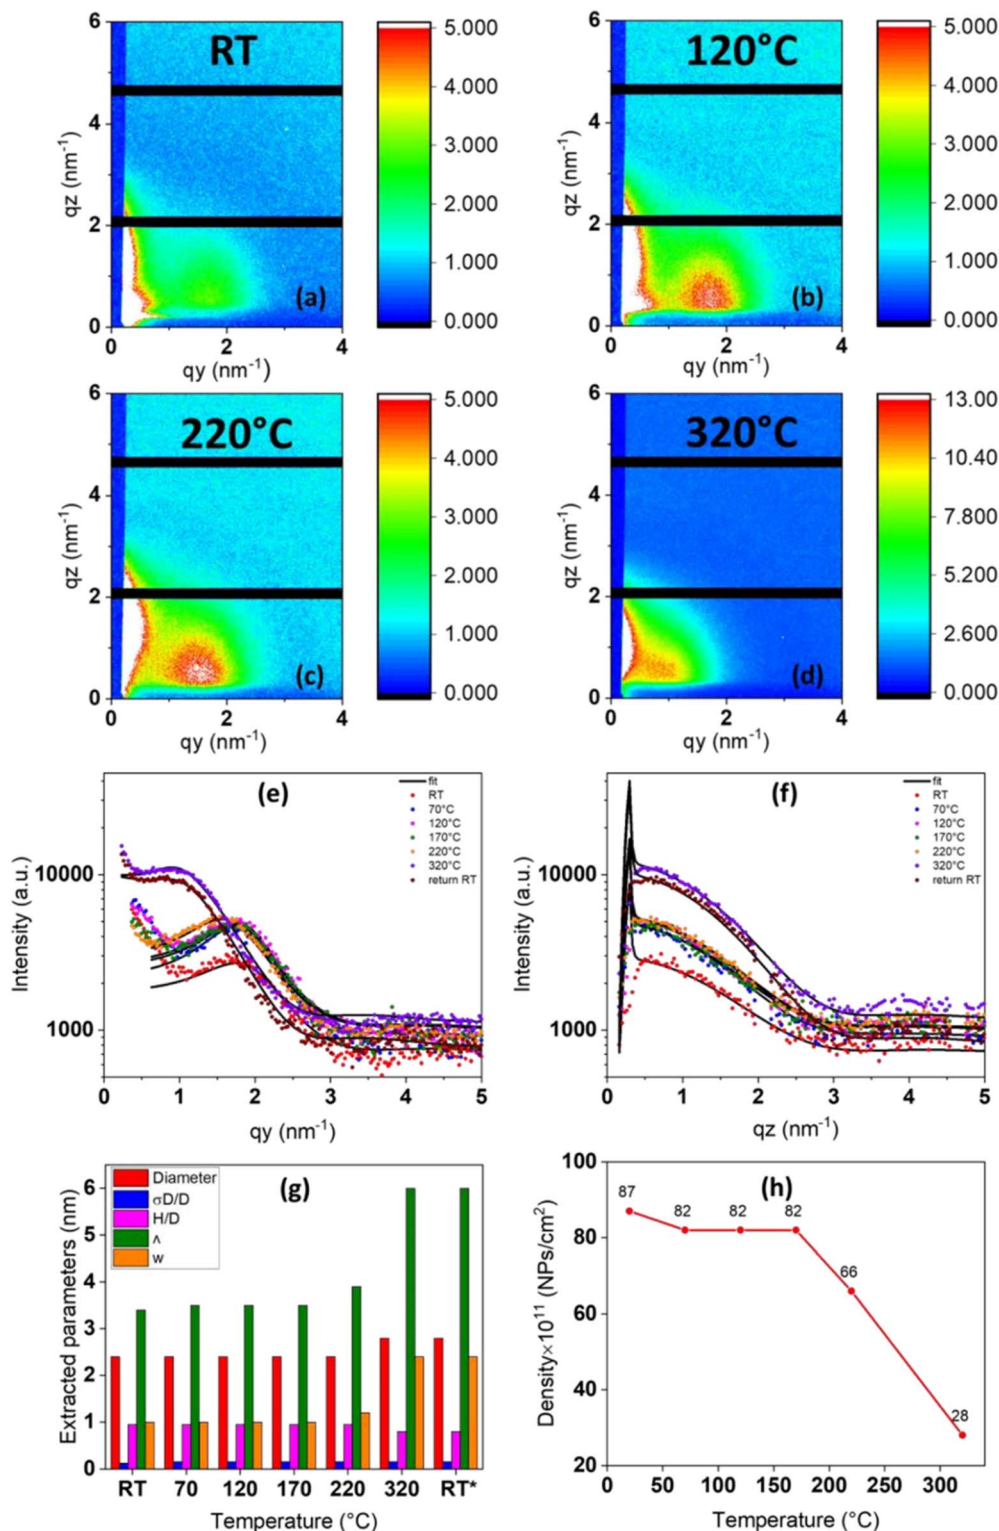 RT
6
4
2
0
qz (nm-1)
0 2 4
qy (nm-1)
(a)
5.000
4.000
3.000
2.000
1.000
0.000
120°C
6
4
2
0
qz (nm-1)
0 2 4
qy (nm-1)
(b)
5.000
4.000
3.000
2.000
1.000
0.000
220°C
6
4
2
0
qz (nm-1)
0 2 4
qy (nm-1)
(c)
5.000
4.000
3.000
2.000
1.000
0.000
320°C
6
4
2
0
qz (nm-1)
0 2 4
qy (nm-1)
(d)
13.00
10.40
7.800
5.200
2.600
0.000
(e)
fit
RT
70°C
120°C
170°C
220°C
320°C
return RT
10000
1000
Intensity (a.u.)
1 2 3 4 5
qy (nm-1)
(f)
fit
RT
70°C
120°C
170°C
220°C
320°C
return RT
10000
1000
Intensity (a.u.)
0 1 2 3 4 5
qz (nm-1)
(g)
Diameter
σD/D
H/D
Λ
w
6
5
4
3
2
1
0
Extracted parameters (nm)
RT 70 120 170 220 320 RT*
Temperature (°C)
(h)
100
80
60
40
20
Density×10¹¹ (NPs/cm²)
87
82
82
82
66
28
0 50 100 150 200 250 300
Temperature (°C)